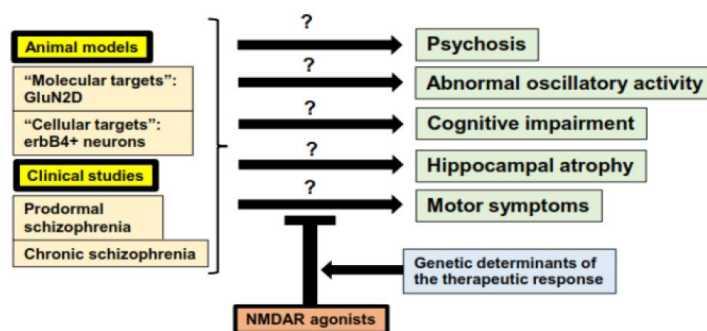 Animal models
“Molecular targets”:
GluN2D
“Cellular targets”:
erbB4+ neurons
Clinical studies
Prodormal
schizophrenia
Chronic schizophrenia
?
?
?
?
?
Psychosis
Abnormal oscillatory activity
Cognitive impairment
Hippocampal atrophy
Motor symptoms
Genetic determinants of
the therapeutic response
NMDAR agonists